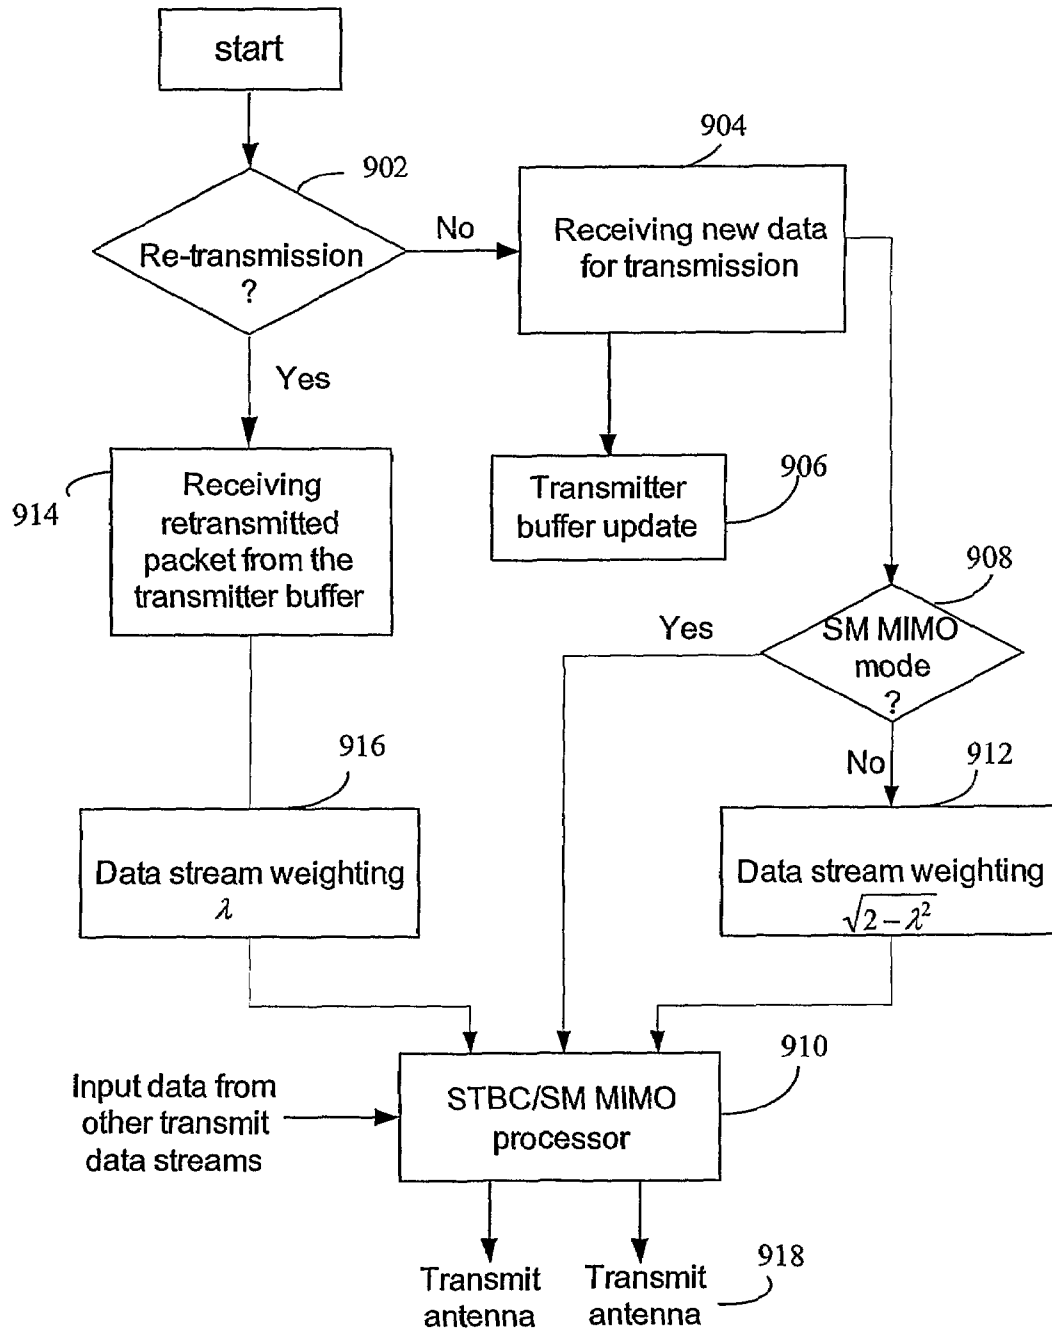 start
902
904
Re-transmission
?
No
Receiving new data
for transmission
Yes
914
Receiving
retransmitted
packet from the
transmitter buffer
Transmitter
buffer update
906
908
Yes
SM MIMO
mode
?
No
916
912
Data stream weighting
λ
Data stream weighting
√2 − λ²
910
Input data from
other transmit
data streams
STBC/SM MIMO
processor
Transmit
antenna
Transmit
antenna
918